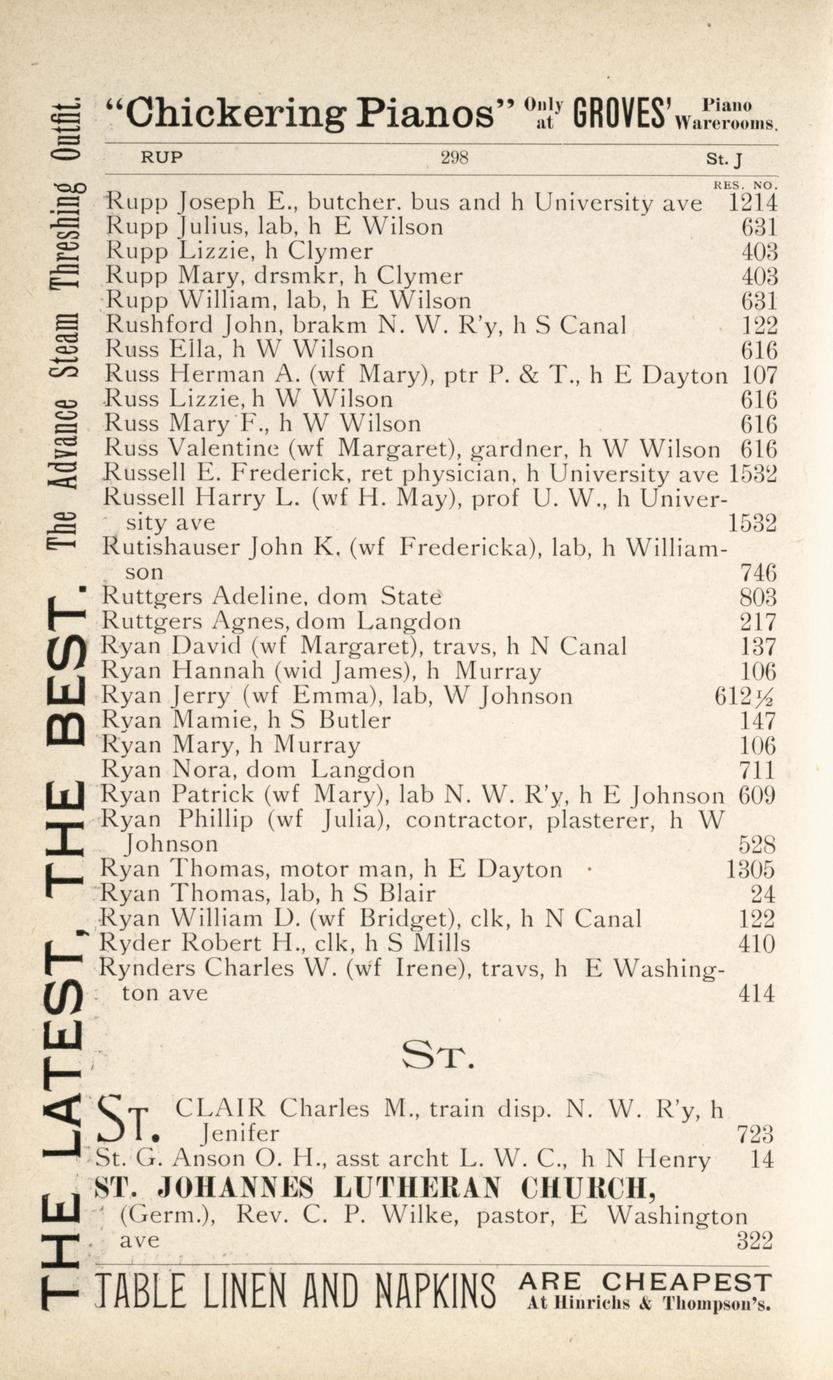 "Chickering Pianos" Only at GROVES' Piano Warerooms.
RUP 298 St. J
RES. NO.
Rupp Joseph E., butcher. bus and h University ave 1214
Rupp Julius, lab, h E Wilson 631
Rupp Lizzie, h Clymer 403
Rupp Mary, drsmkr, h Clymer 403
Rupp William, lab, h E Wilson 631
Rushford John, brakm N. W. R'y, h S Canal 122
Russ Ella, h W Wilson 616
Russ Herman A. (wf Mary), ptr P. & T., h E Dayton 107
Russ Lizzie, h W Wilson 616
Russ Mary F., h W Wilson 616
Russ Valentine (wf Margaret), gardner, h W Wilson 616
Russell E. Frederick, ret physician, h University ave 1532
Russell Harry L. (wf H. May), prof U. W., h Univer-
sity ave 1532
Rutishauser John K. (wf Fredericka), lab, h William-
son 746
Ruttgers Adeline, dom State 803
Ruttgers Agnes, dom Langdon 217
Ryan David (wf Margaret), travs, h N Canal 137
Ryan Hannah (wid James), h Murray 106
Ryan Jerry (wf Emma), lab, W Johnson 612½
Ryan Mamie, h S Butler 147
Ryan Mary, h Murray 106
Ryan Nora, dom Langdon 711
Ryan Patrick (wf Mary), lab N. W. R'y, h E Johnson 609
Ryan Phillip (wf Julia), contractor, plasterer, h W
Johnson 528
Ryan Thomas, motor man, h E Dayton 1305
Ryan Thomas, lab, h S Blair 24
Ryan William D. (wf Bridget), clk, h N Canal 122
Ryder Robert H., clk, h S Mills 410
Rynders Charles W. (wf Irene), travs, h E Washing-
ton ave 414
ST.
ST. CLAIR Charles M., train disp. N. W. R'y, h
Jenifer 723
St. G. Anson O. H., asst archt L. W. C., h N Henry 14
ST. JOHANNES LUTHERAN CHURCH,
(Germ.), Rev. C. P. Wilke, pastor, E Washington
ave 322
TABLE LINEN AND NAPKINS ARE CHEAPEST At Hinrichs & Thompson's.
THE LATEST, THE BEST. The Advance Steam Threshing Outfit.